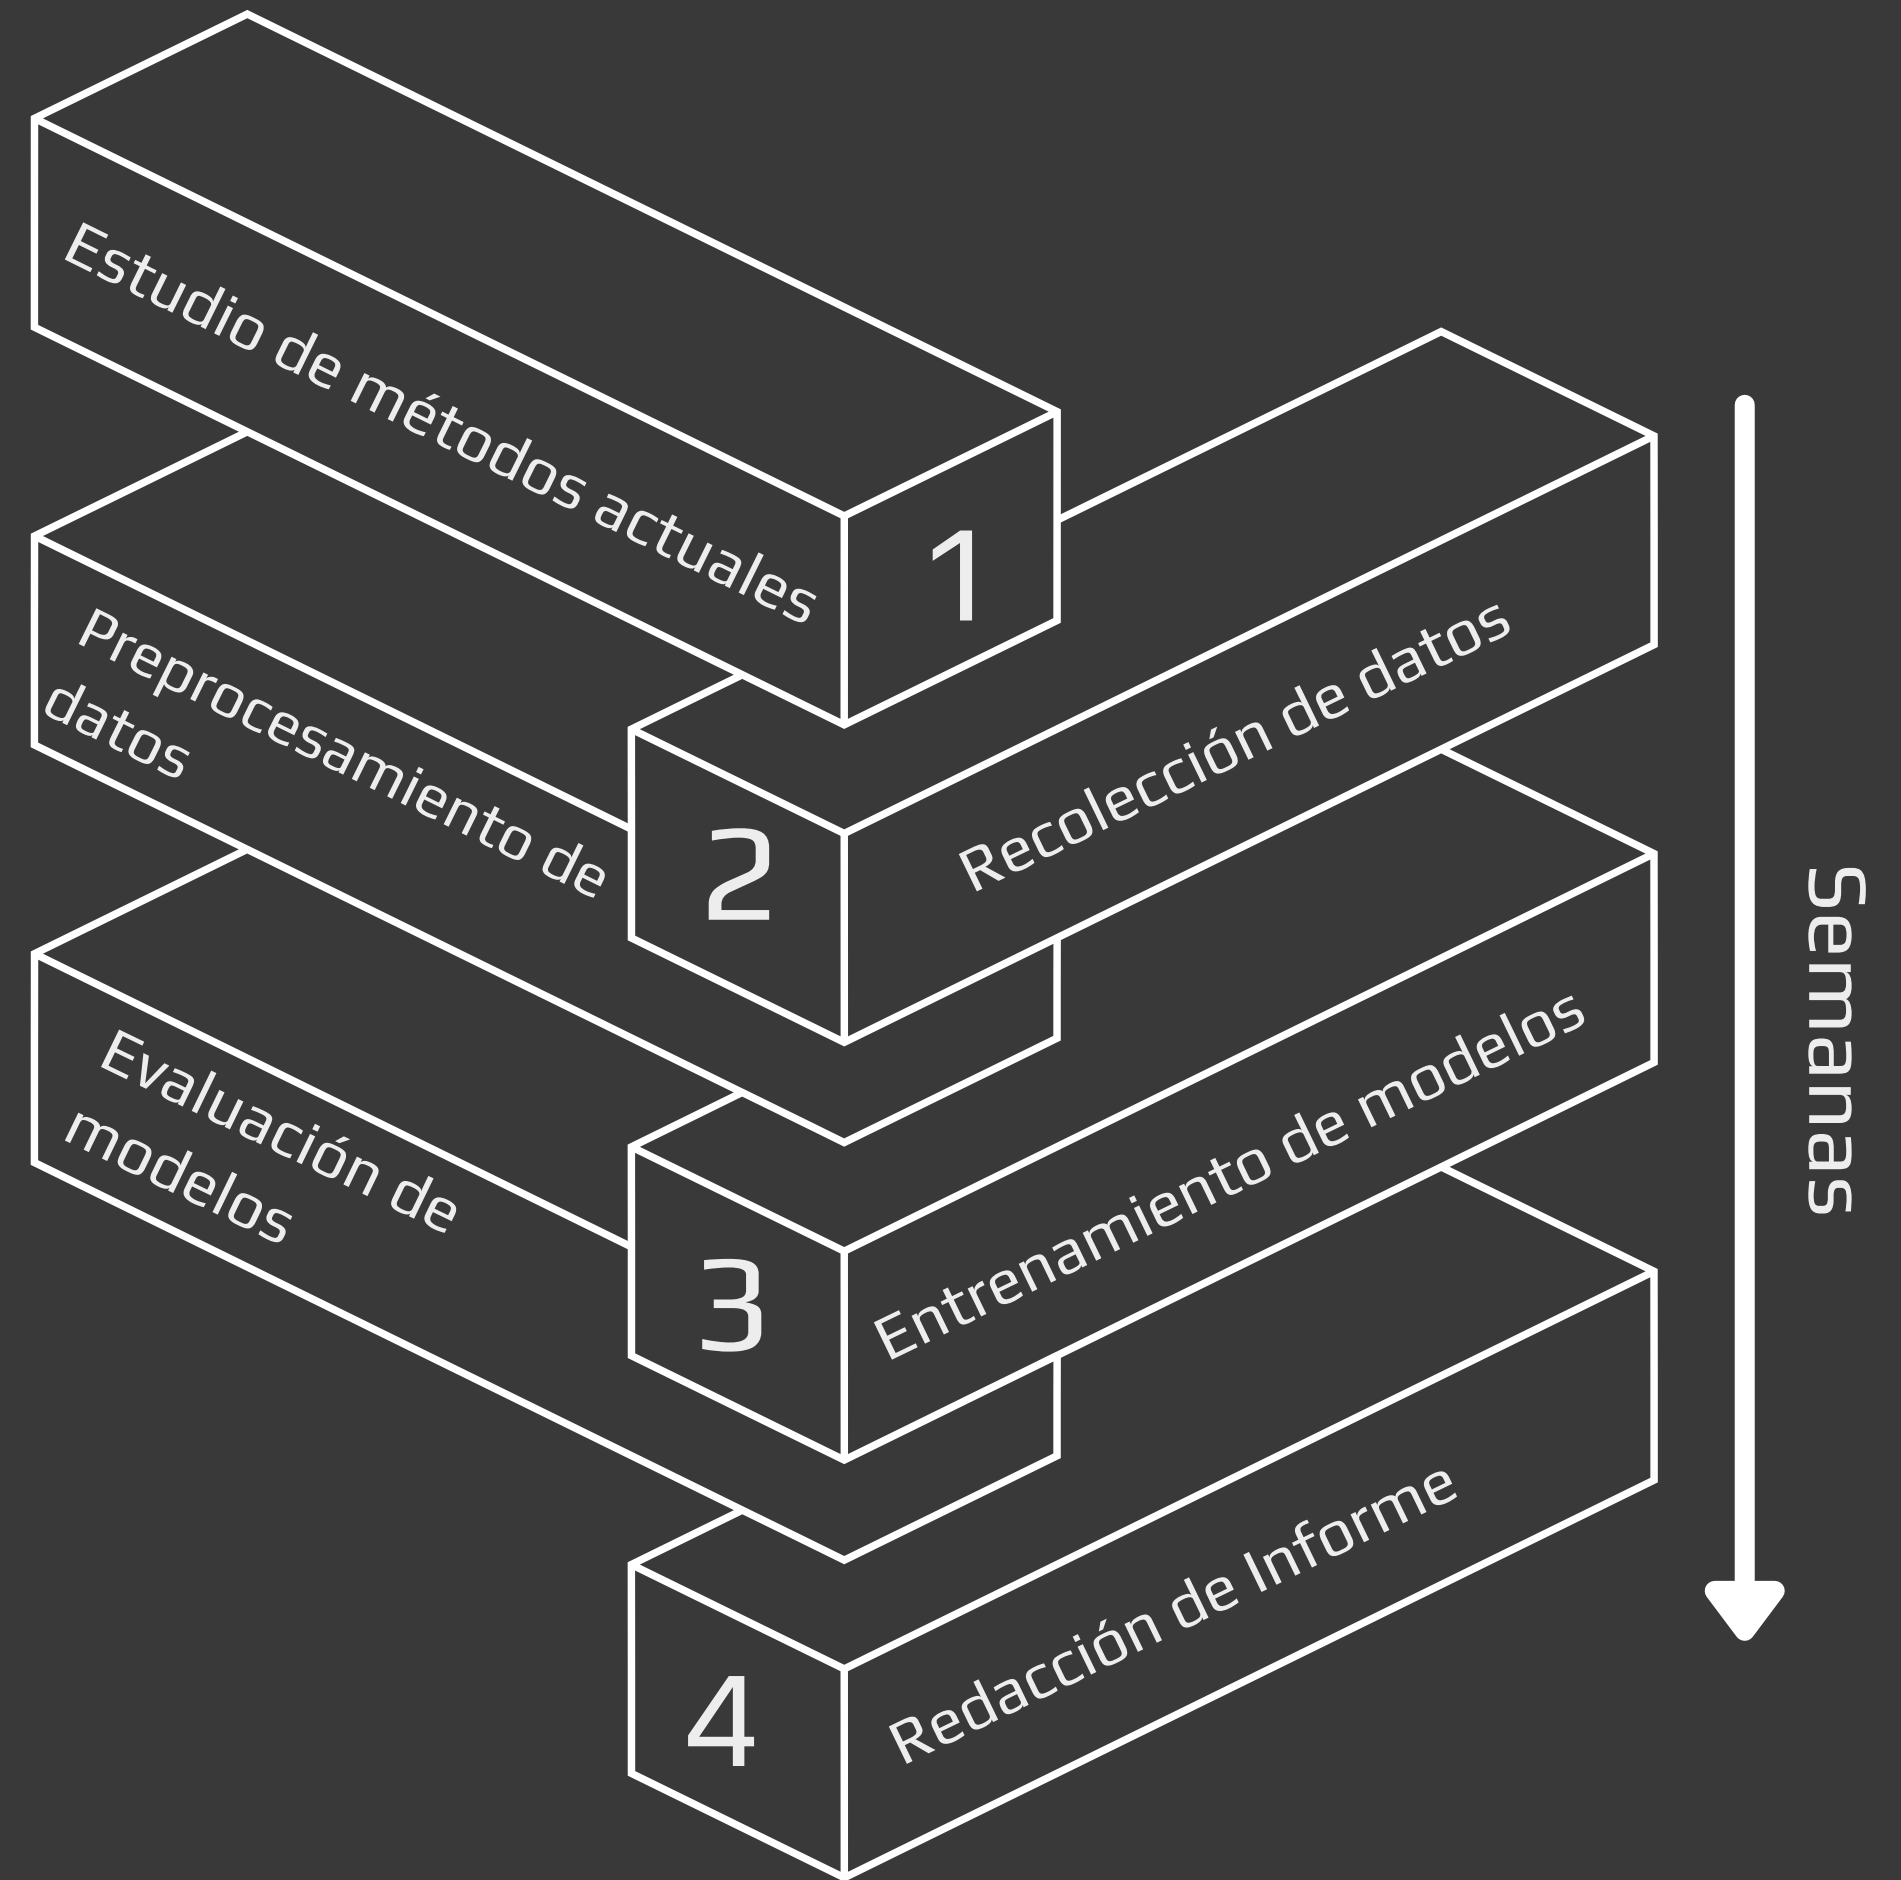 Estudio de métodos actuales
1
Recolección de datos
2
Preprocesamiento de
datos
Entrenamiento de modelos
3
Evaluación de
modelos
Redacción de Informe
4
Semanas